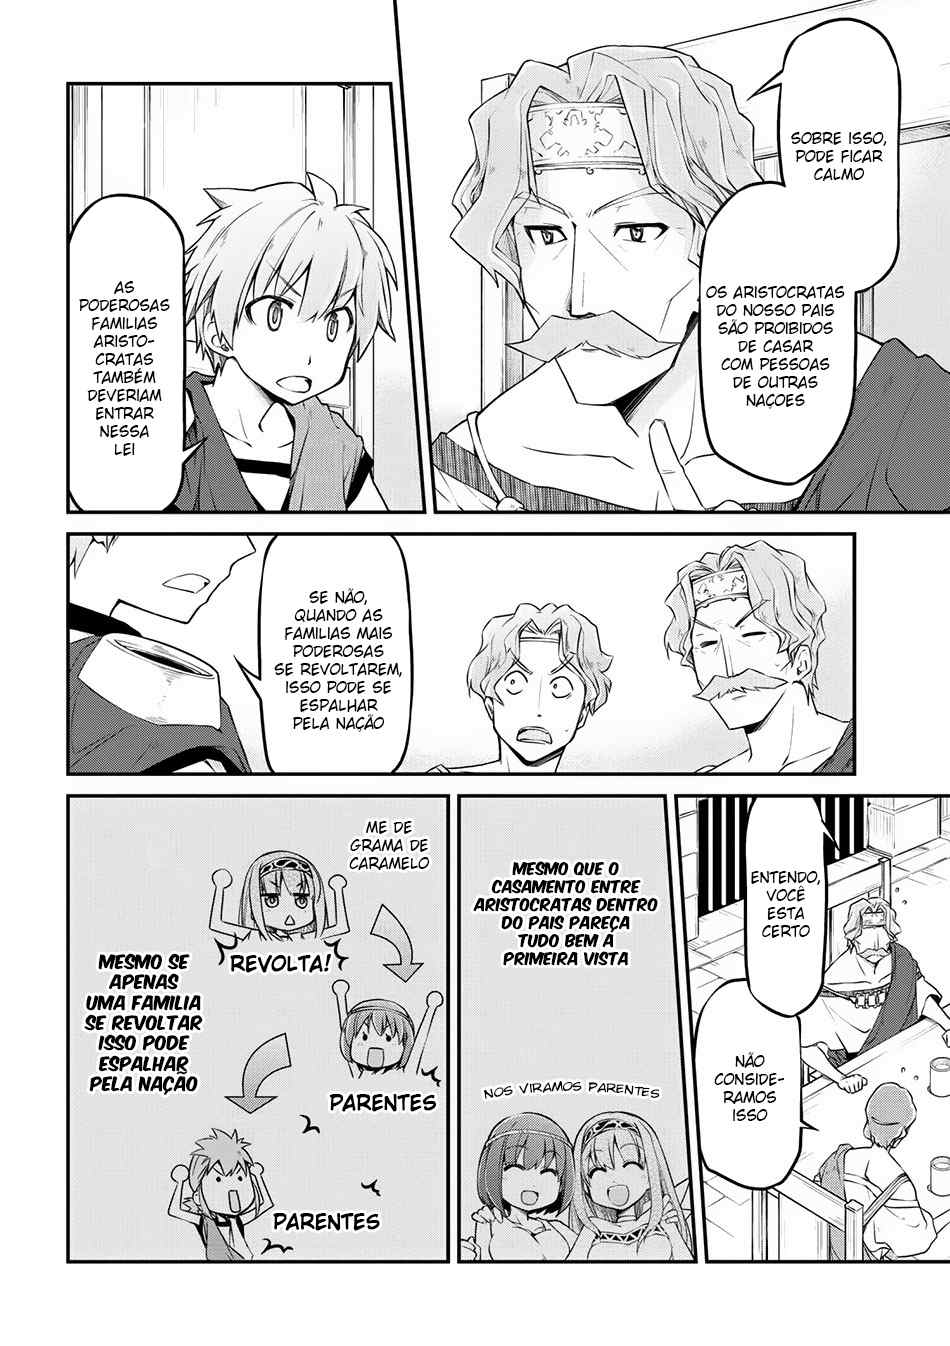 SOBRE ISSO,
PODE FICAR
CALMO
OS ARISTOCRATAS
DO NOSSO PAIS
SÃO PROIBIDOS
DE CASAR
COM PESSOAS
DE OUTRAS
NAÇOES
AS
PODEROSAS
FAMILIAS
ARISTO-
CRATAS
TAMBÉM
DEVERIAM
ENTRAR
NESSA
LEI
SE NÃO,
QUANDO AS
FAMILIAS MAIS
PODEROSAS
SE REVOLTAREM,
ISSO PODE SE
ESPALHAR
PELA NAÇÃO
ENTENDO,
VOCÊ
ESTA
CERTO
NÃO
CONSIDE-
RAMOS
ISSO
MESMO QUE O
CASAMENTO ENTRE
ARISTOCRATAS DENTRO
DO PAIS PAREÇA
TUDO BEM À
PRIMEIRA VISTA
NOS VIRAMOS PARENTES
ME DE
GRAMA DE
CARAMELO
REVOLTA!
MESMO SE
APENAS
UMA FAMILIA
SE REVOLTAR
ISSO PODE
ESPALHAR
PELA NAÇÃO
PARENTES
PARENTES